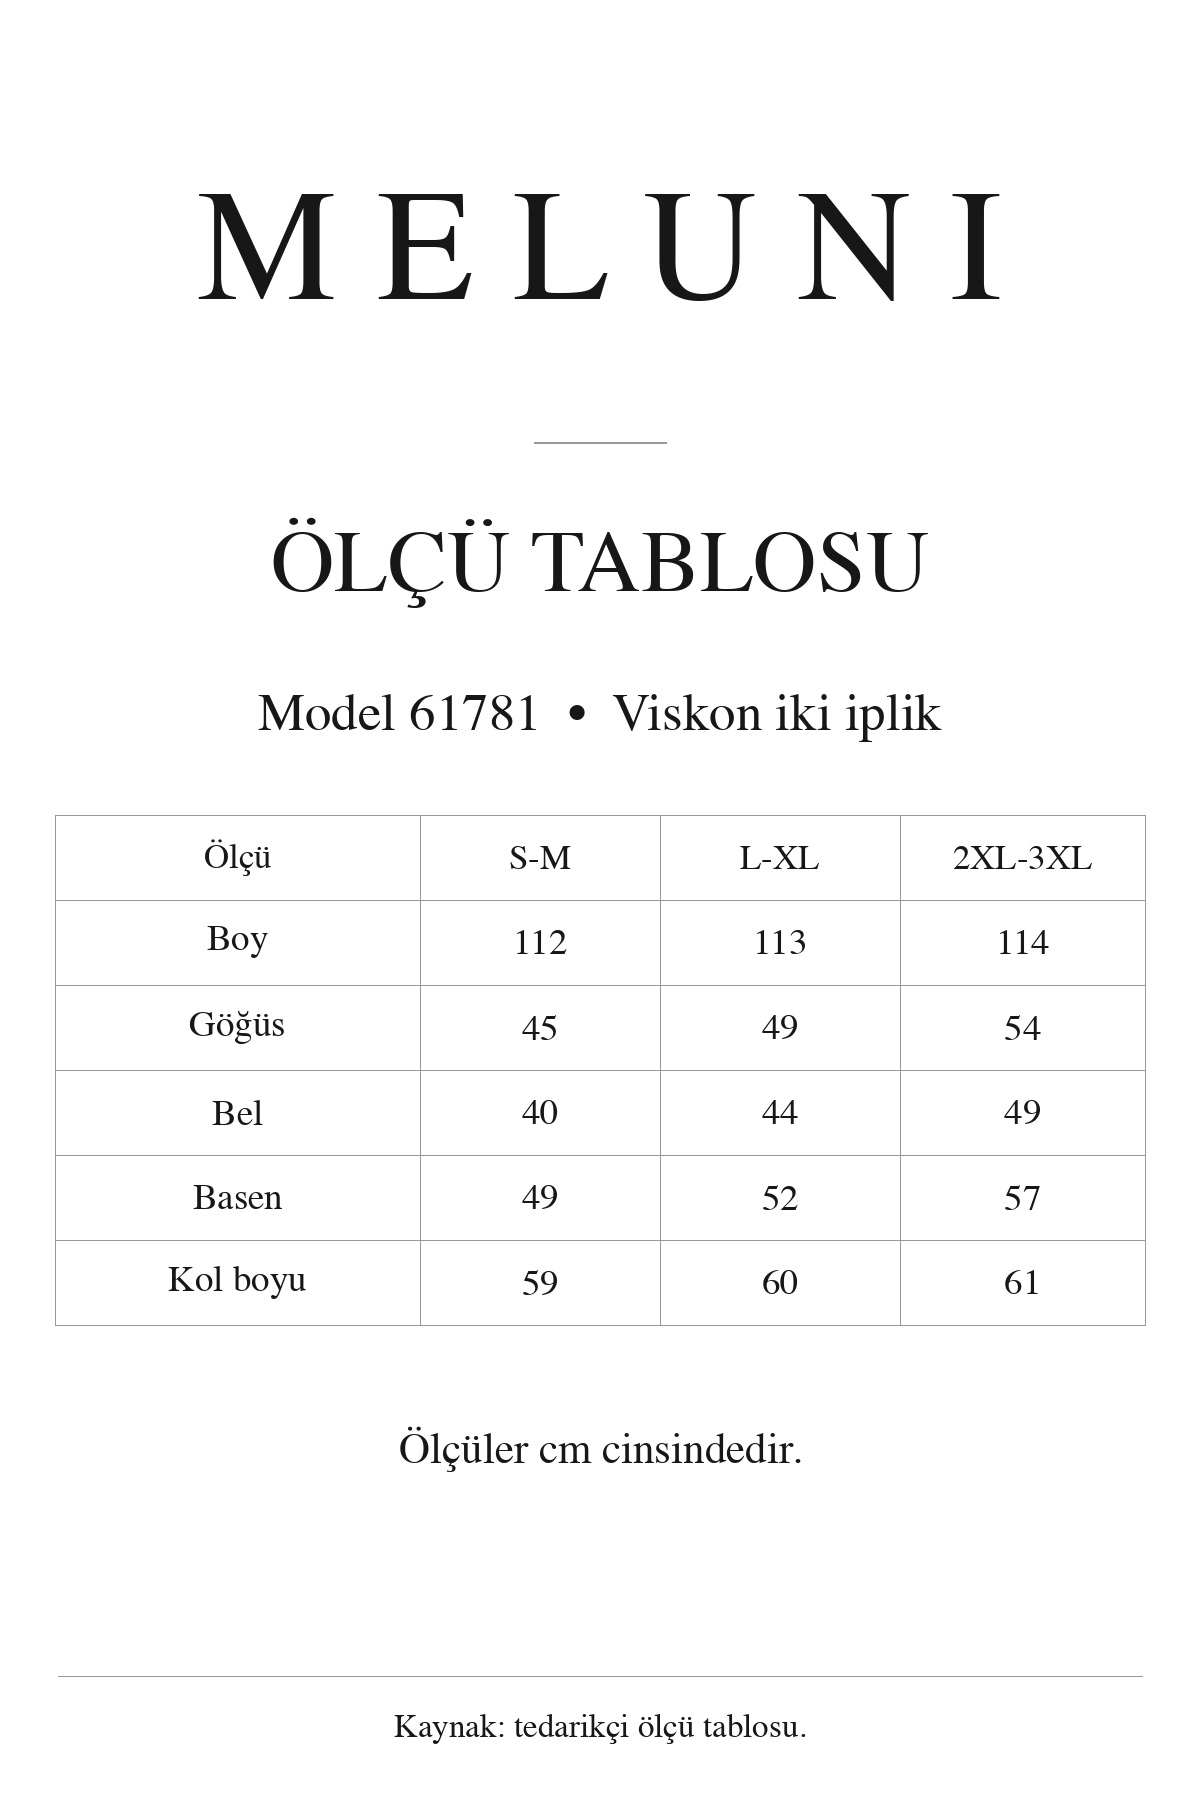 MELUNI
ÖLÇÜ TABLOSU
Model 61781 • Viskon iki iplik
Ölçü S-M L-XL 2XL-3XL
Boy 112 113 114
Göğüs 45 49 54
Bel 40 44 49
Basen 49 52 57
Kol boyu 59 60 61
Ölçüler cm cinsindedir.
Kaynak: tedarikçi ölçü tablosu.